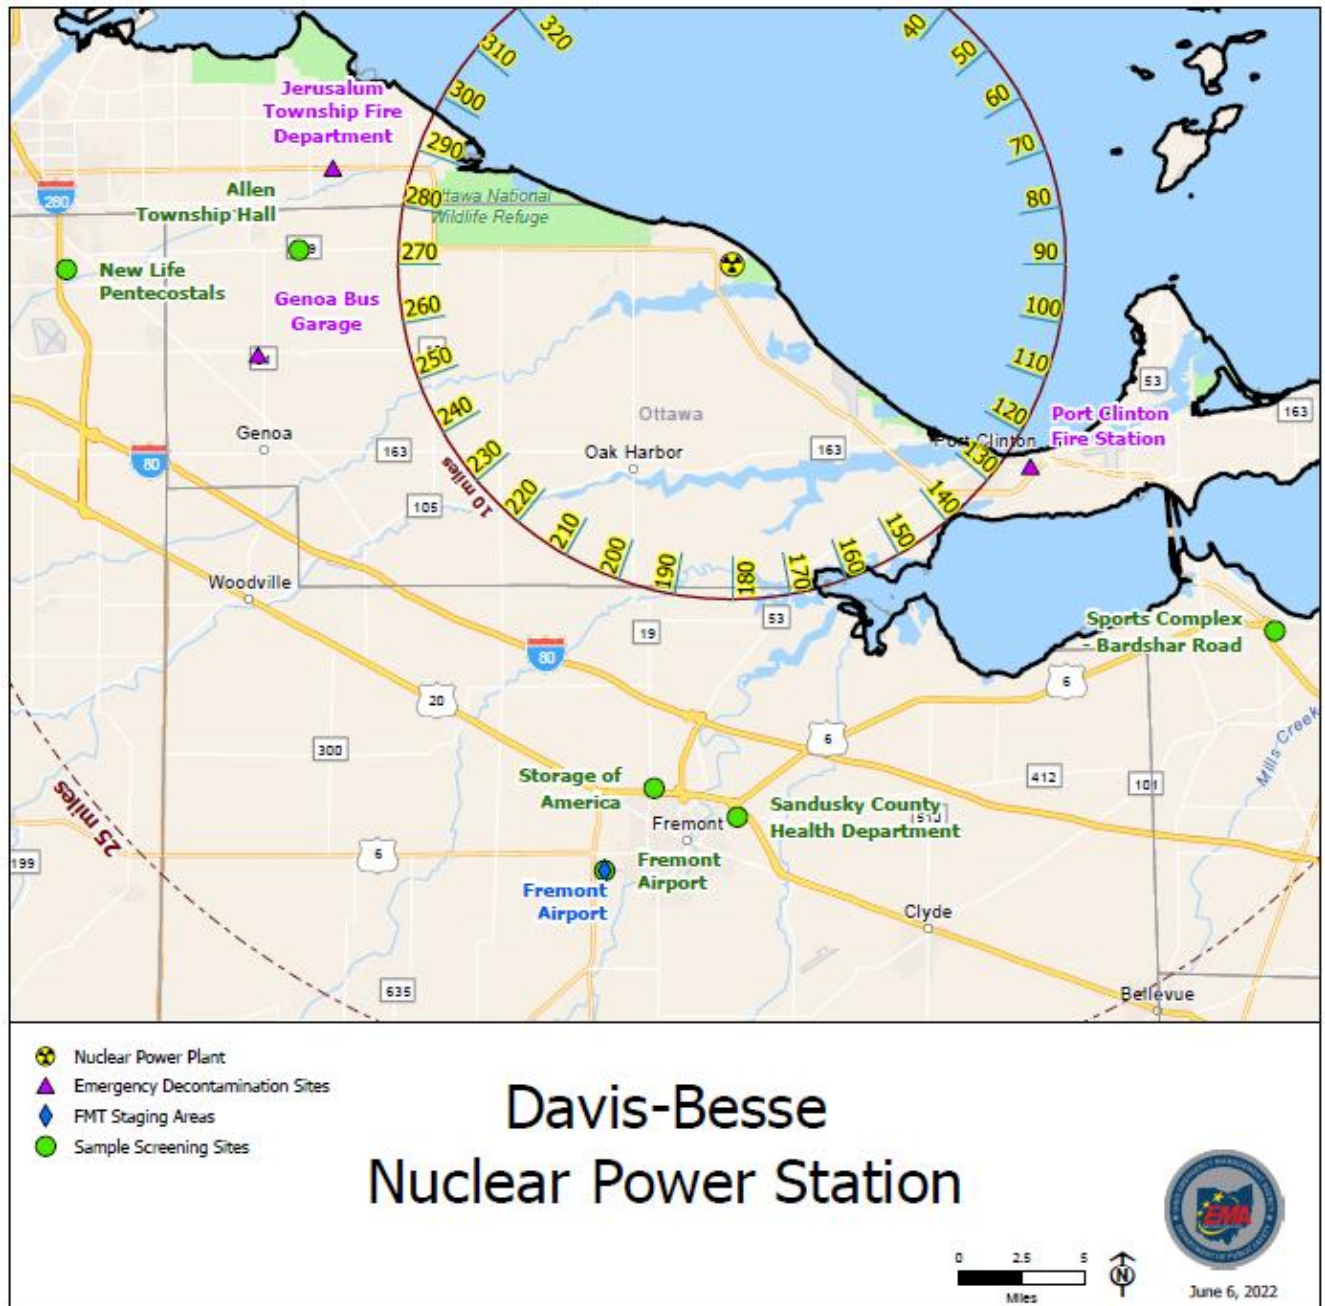 320
310
300
290
280
270
260
250
240
230
220
210
200
190
180
170
160
150
140
130
120
110
100
90
80
70
60
50
40
Jerusalum
Township Fire
Department
Allen
Township Hall
280
ttawa National
Wildlife Refuge
New Life
Pentecostals
Genoa Bus
Garage
Ottawa
53
163
Port Clinton
Fire Station
Port Clinton
Genoa
80
163
Oak Harbor
163
10 miles
105
Woodville
19
53
80
Sports Complex
- Bardshar Road
20
6
6
300
Mills Creek
412
101
Storage of
America
Sandusky County
Health Department
510
25 miles
Fremont
199
6
Fremont
Airport
Fremont
Airport
Clyde
635
Bellevue
Nuclear Power Plant
Emergency Decontamination Sites
FMT Staging Areas
Sample Screening Sites
Davis-Besse
Nuclear Power Station
EMA
0 2.5 5
Miles
N
June 6, 2022